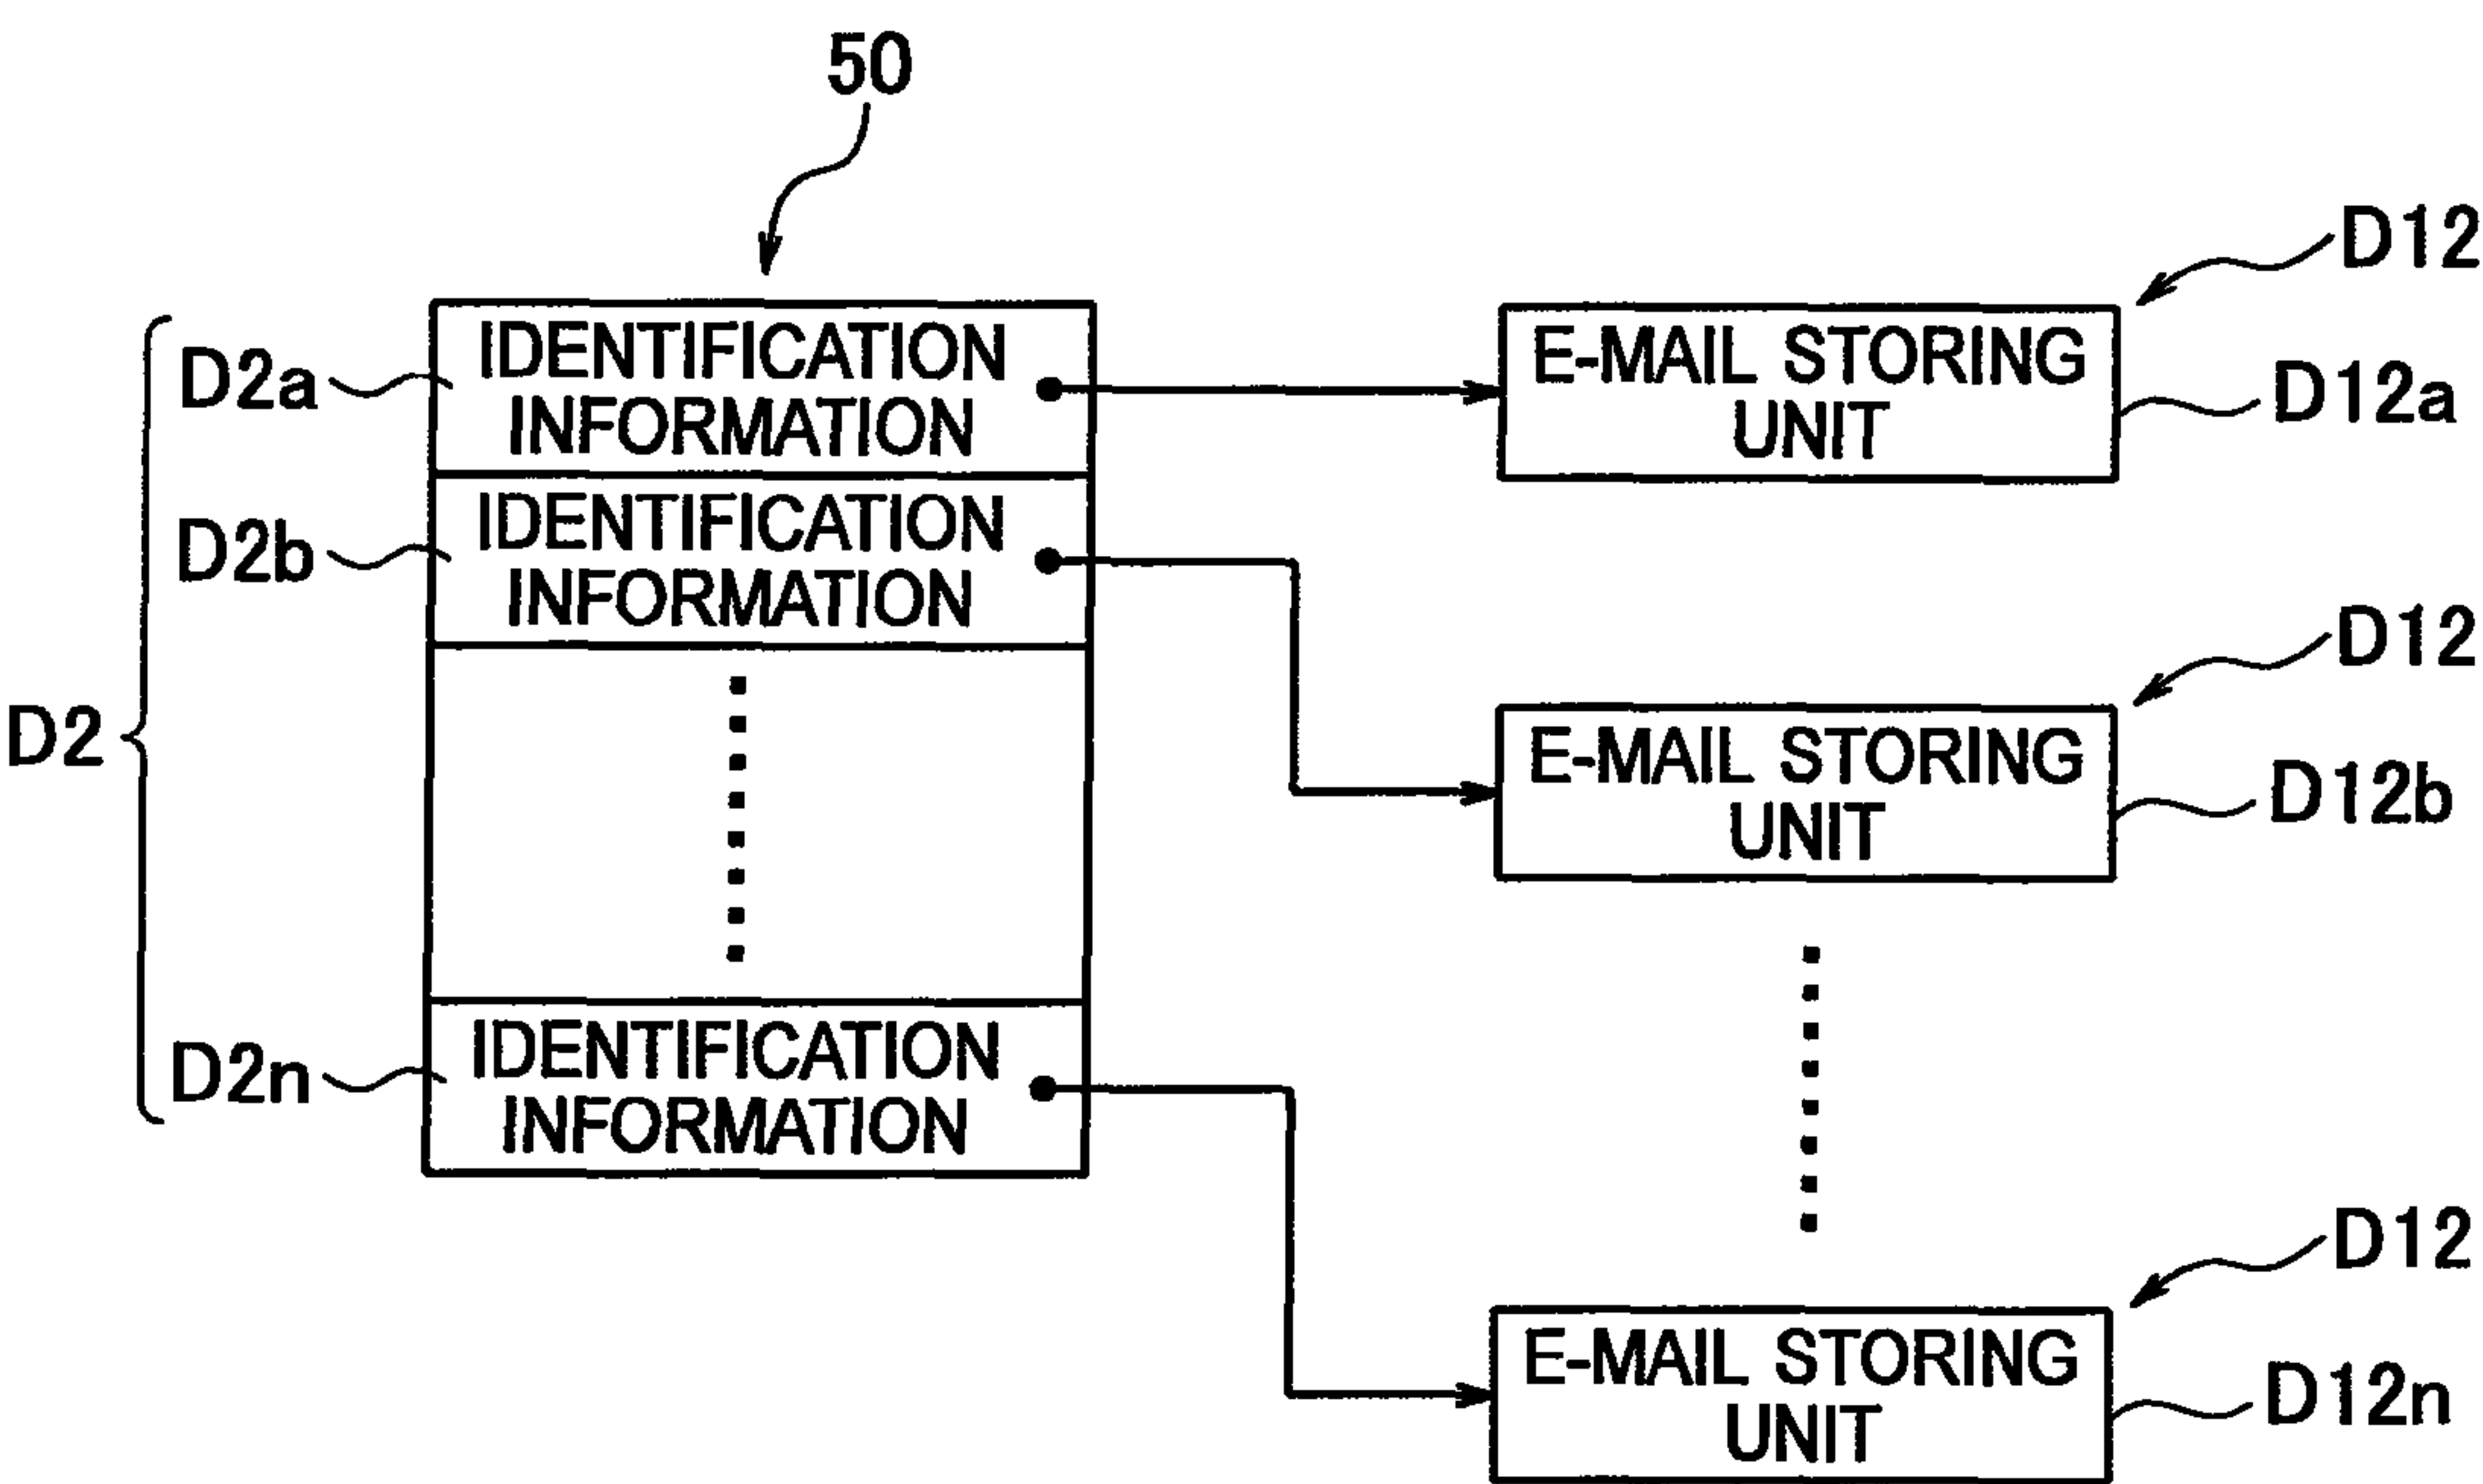 50
D12
IDENTIFICATION
INFORMATION
D2a
E-MAIL STORING
UNIT
D12a
IDENTIFICATION
INFORMATION
D2b
D12
D2
E-MAIL STORING
UNIT
D12b
IDENTIFICATION
INFORMATION
D2n
D12
E-MAIL STORING
UNIT
D12n